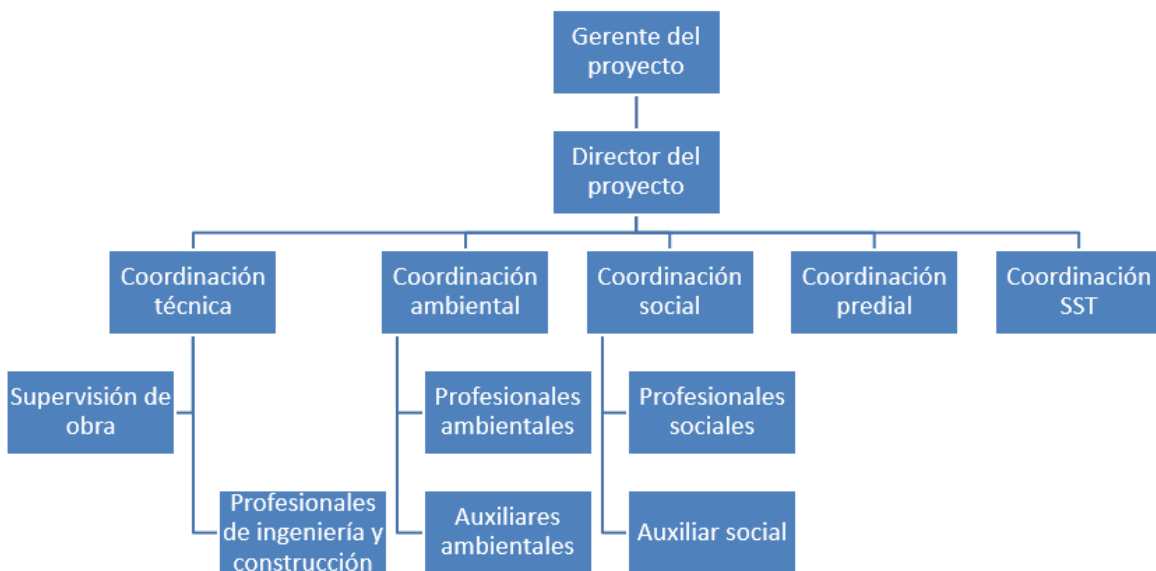 Gerente del
proyecto
Director del
proyecto
Coordinación
técnica
Coordinación
ambiental
Coordinación
social
Coordinación
predial
Coordinación
SST
Supervisión de
obra
Profesionales
ambientales
Profesionales
sociales
Profesionales
de ingeniería y
construcción
Auxiliares
ambientales
Auxiliar social